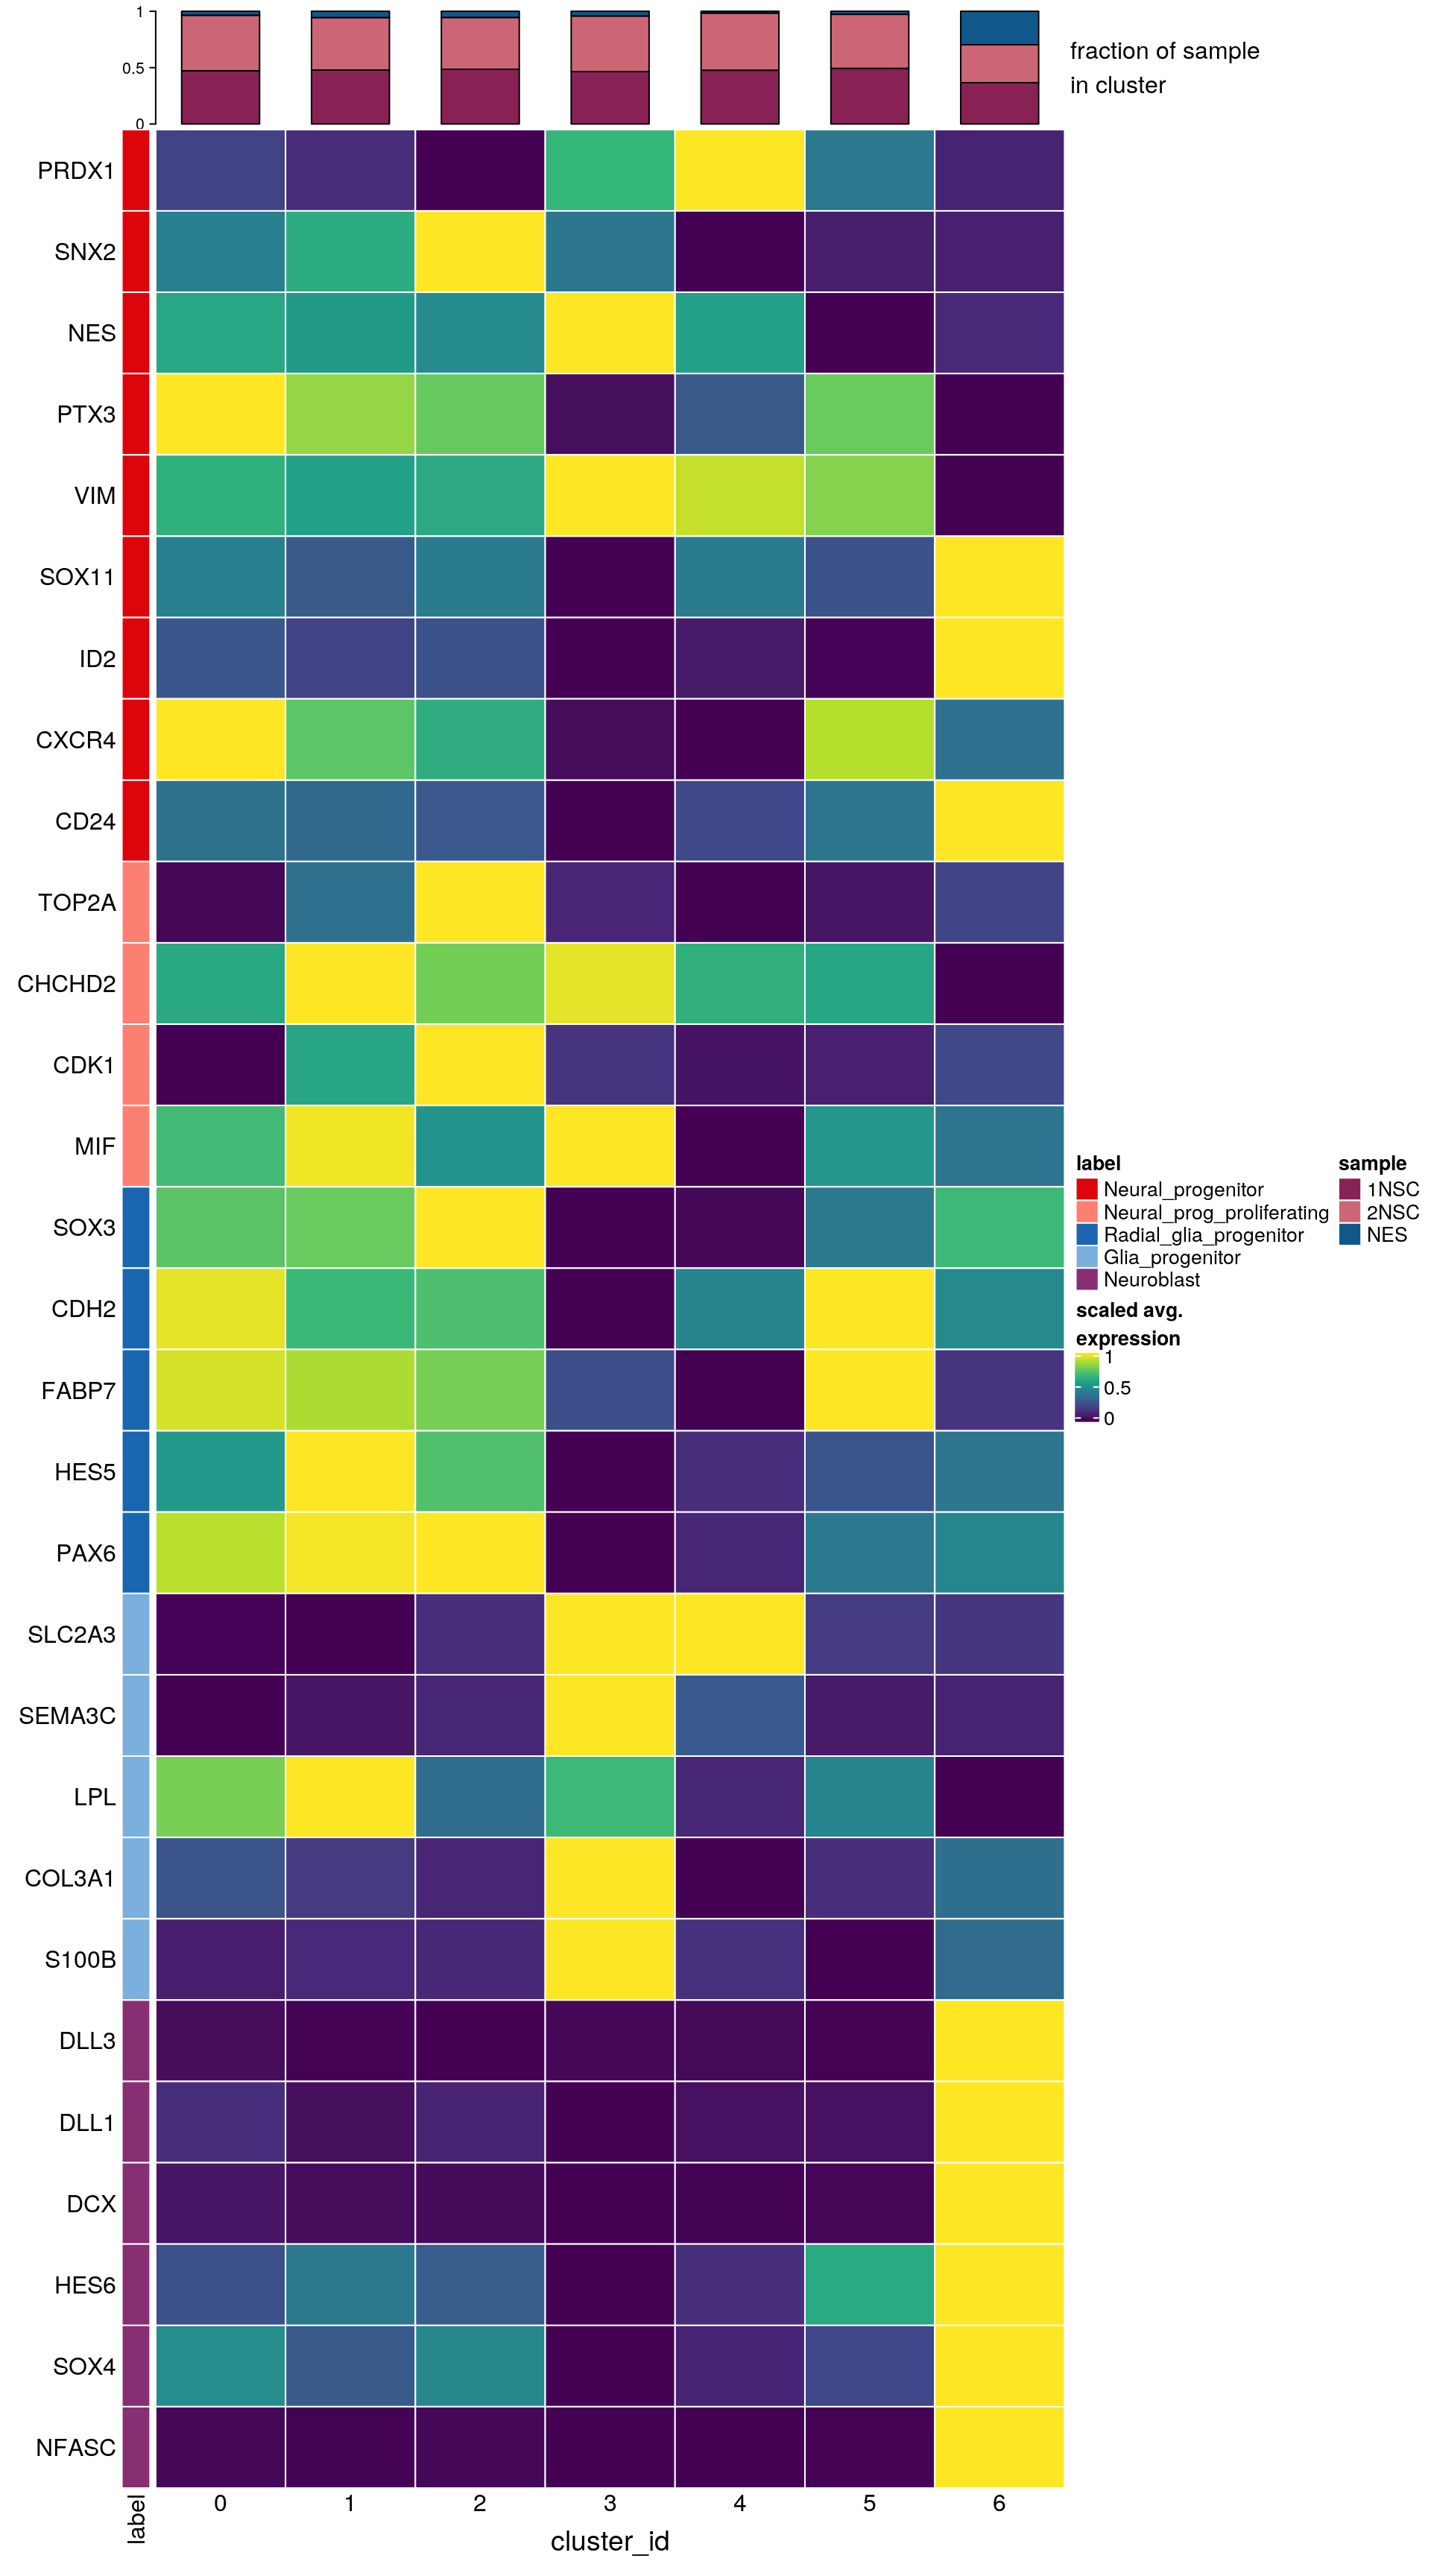 1
0.5
0
fraction of sample
in cluster
PRDX1
SNX2
NES
PTX3
VIM
SOX11
ID2
CXCR4
CD24
TOP2A
CHCHD2
CDK1
MIF
SOX3
CDH2
FABP7
HES5
PAX6
SLC2A3
SEMA3C
LPL
COL3A1
S100B
DLL3
DLL1
DCX
HES6
SOX4
NFASC
label
0 1 2 3 4 5 6
cluster_id
label
Neural_progenitor
Neural_prog_proliferating
Radial_glia_progenitor
Glia_progenitor
Neuroblast
sample
1NSC
2NSC
NES
scaled avg.
expression
1
0.5
0